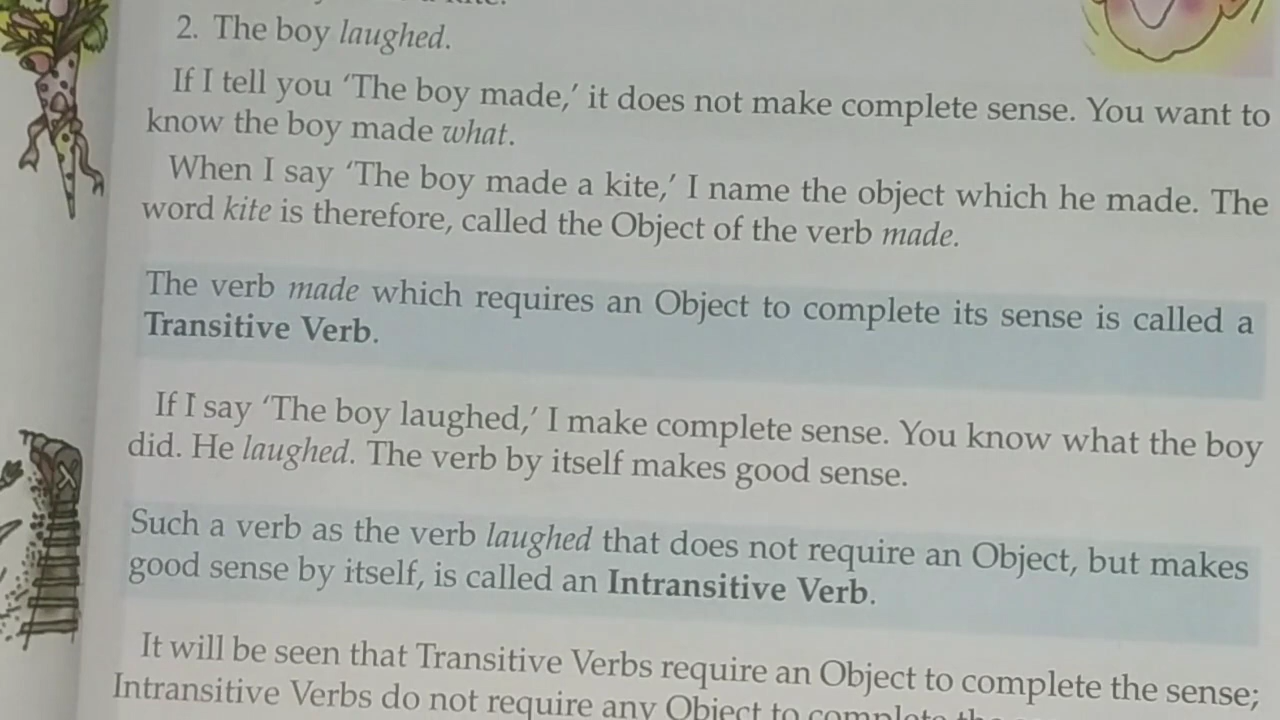 2. The boy laughed.
If I tell you ‘The boy made,’ it does not make complete sense. You want to
know the boy made what.
When I say ‘The boy made a kite,’ I name the object which he made. The
word kite is therefore, called the Object of the verb made.
The verb made which requires an Object to complete its sense is called a
Transitive Verb.
If I say ‘The boy laughed,’ I make complete sense. You know what the boy
did. He laughed. The verb by itself makes good sense.
Such a verb as the verb laughed that does not require an Object, but makes
good sense by itself, is called an Intransitive Verb.
It will be seen that Transitive Verbs require an Object to complete the sense;
Intransitive Verbs do not require any Object to complete the